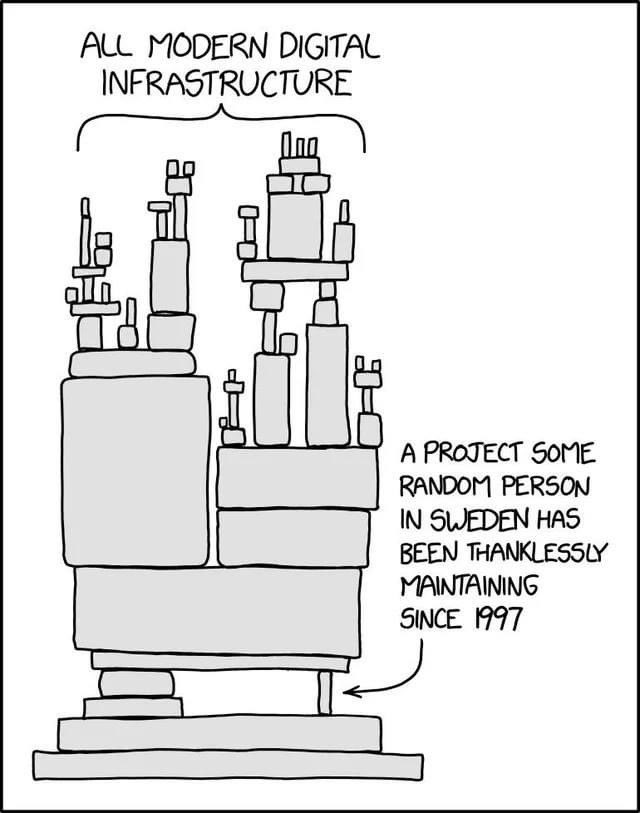 ALL MODERN DIGITAL
INFRASTRUCTURE
A PROJECT SOME
RANDOM PERSON
IN SWEDEN HAS
BEEN THANKLESSLY
MAINTAINING
SINCE 1997